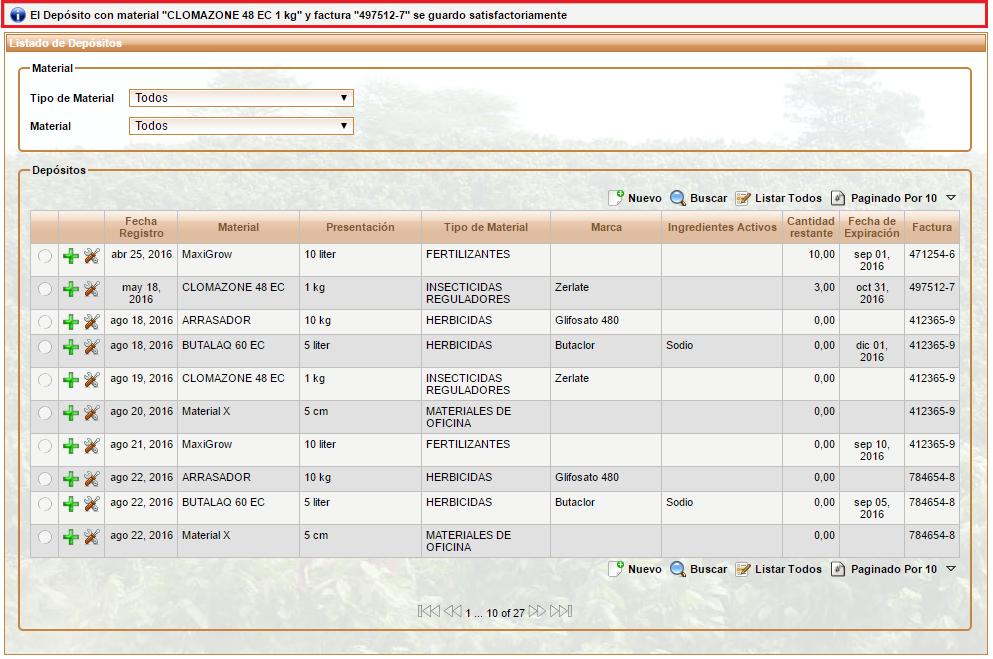 El Depósito con material "CLOMAZONE 48 EC 1 kg" y factura "497512-7" se guardo satisfactoriamente
Listado de Depósitos
Material
Tipo de Material Todos
Material Todos
Depósitos
Nuevo Buscar Listar Todos Paginado Por 10
Fecha Registro Material Presentación Tipo de Material Marca Ingredientes Activos Cantidad restante Fecha de Expiración Factura
abr 25, 2016 MaxiGrow 10 liter FERTILIZANTES 10,00 sep 01, 2016 471254-6
may 18, 2016 CLOMAZONE 48 EC 1 kg INSECTICIDAS REGULADORES Zerlate 3,00 oct 31, 2016 497512-7
ago 18, 2016 ARRASADOR 10 kg HERBICIDAS Glifosato 480 0,00 412365-9
ago 18, 2016 BUTALAQ 60 EC 5 liter HERBICIDAS Butaclor Sodio 0,00 dic 01, 2016 412365-9
ago 19, 2016 CLOMAZONE 48 EC 1 kg INSECTICIDAS REGULADORES Zerlate 0,00 412365-9
ago 20, 2016 Material X 5 cm MATERIALES DE OFICINA 0,00 412365-9
ago 21, 2016 MaxiGrow 10 liter FERTILIZANTES 0,00 sep 10, 2016 412365-9
ago 22, 2016 ARRASADOR 10 kg HERBICIDAS Glifosato 480 0,00 784654-8
ago 22, 2016 BUTALAQ 60 EC 5 liter HERBICIDAS Butaclor Sodio 0,00 sep 05, 2016 784654-8
ago 22, 2016 Material X 5 cm MATERIALES DE OFICINA 0,00 784654-8
Nuevo Buscar Listar Todos Paginado Por 10
1 ... 10 of 27